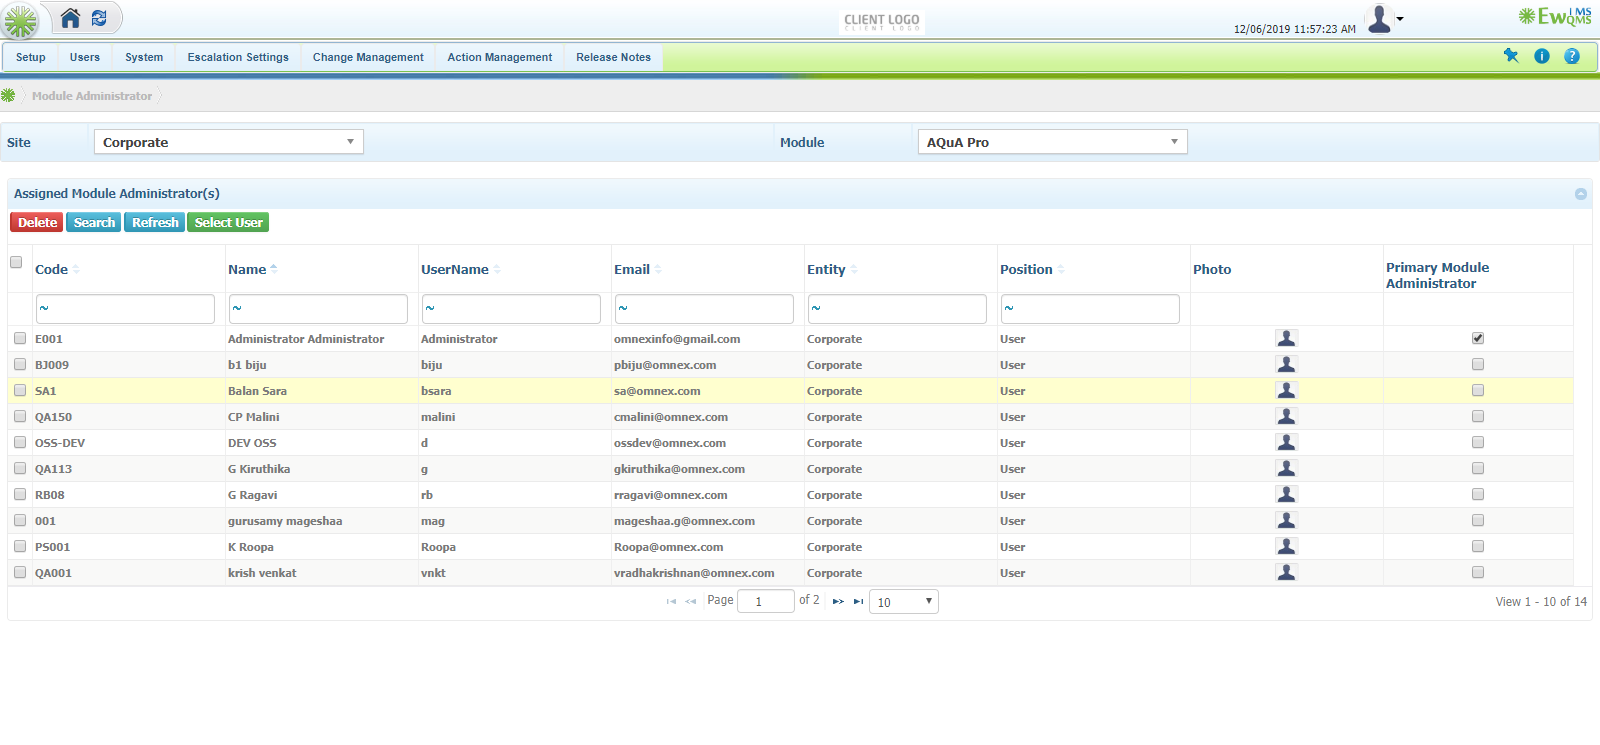 CLIENT LOGO
CLIENT LOGO
12/06/2019 11:57:23 AM
EwIMS
QMS
Setup Users System Escalation Settings Change Management Action Management Release Notes
Module Administrator
Site Corporate Module AQuA Pro
Assigned Module Administrator(s)
Delete Search Refresh Select User
Code Name UserName Email Entity Position Photo Primary Module
Administrator
~ ~ ~ ~ ~ ~
E001 Administrator Administrator Administrator omnexinfo@gmail.com Corporate User
BJ009 b1 biju biju pbiju@omnex.com Corporate User
SA1 Balan Sara bsara sa@omnex.com Corporate User
QA150 CP Malini malini cmalini@omnex.com Corporate User
OSS-DEV DEV OSS d ossdev@omnex.com Corporate User
QA113 G Kiruthika g gkiruthika@omnex.com Corporate User
RB08 G Ragavi rb rragavi@omnex.com Corporate User
001 gurusamy mageshaa mag mageshaa.g@omnex.com Corporate User
PS001 K Roopa Roopa Roopa@omnex.com Corporate User
QA001 krish venkat vnkt vradhakrishnan@omnex.com Corporate User
Page 1 of 2 10 View 1 - 10 of 14